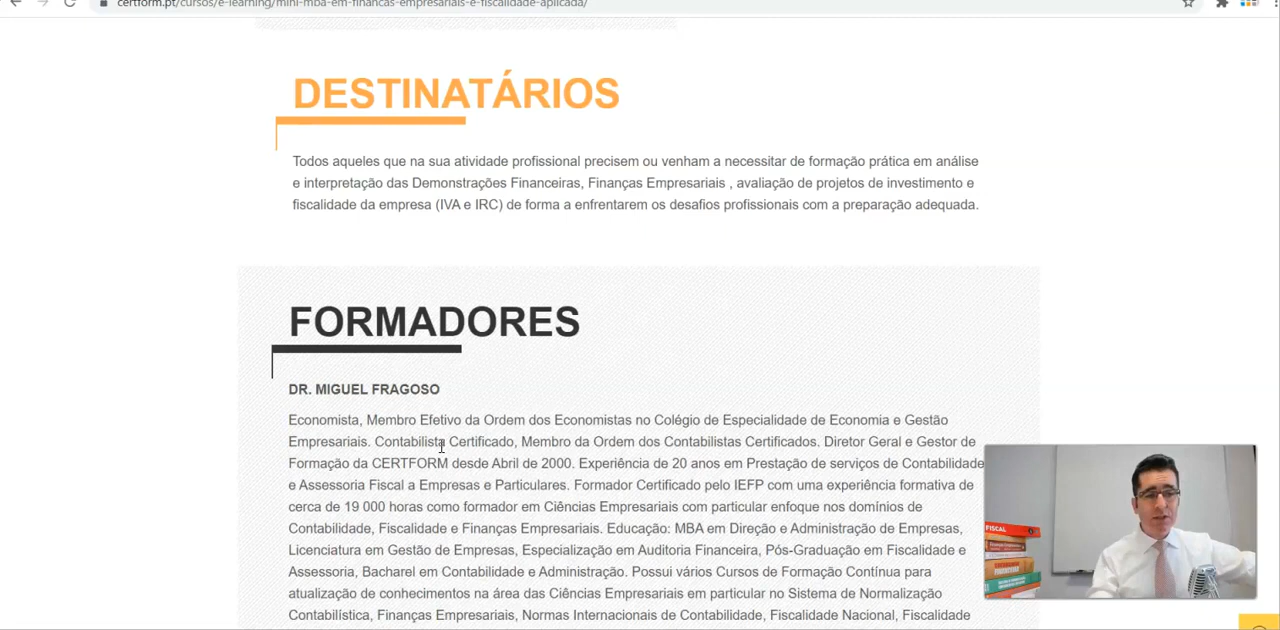 certform.pt/cursos/e-learning/mini-mba-em-financas-empresariais-e-fiscalidade-aplicada/
DESTINATÁRIOS
Todos aqueles que na sua atividade profissional precisem ou venham a necessitar de formação prática em análise
e interpretação das Demonstrações Financeiras, Finanças Empresariais , avaliação de projetos de investimento e
fiscalidade da empresa (IVA e IRC) de forma a enfrentarem os desafios profissionais com a preparação adequada.
FORMADORES
DR. MIGUEL FRAGOSO
Economista, Membro Efetivo da Ordem dos Economistas no Colégio de Especialidade de Economia e Gestão
Empresariais. Contabilista Certificado, Membro da Ordem dos Contabilistas Certificados. Diretor Geral e Gestor de
Formação da CERTFORM desde Abril de 2000. Experiência de 20 anos em Prestação de serviços de Contabilidade
e Assessoria Fiscal a Empresas e Particulares. Formador Certificado pelo IEFP com uma experiência formativa de
cerca de 19 000 horas como formador em Ciências Empresariais com particular enfoque nos domínios de
Contabilidade, Fiscalidade e Finanças Empresariais. Educação: MBA em Direção e Administração de Empresas,
Licenciatura em Gestão de Empresas, Especialização em Auditoria Financeira, Pós-Graduação em Fiscalidade e
Assessoria, Bacharel em Contabilidade e Administração. Possui vários Cursos de Formação Contínua para
atualização de conhecimentos na área das Ciências Empresariais em particular no Sistema de Normalização
Contabilística, Finanças Empresariais, Normas Internacionais de Contabilidade, Fiscalidade Nacional, Fiscalidade
FISCAL